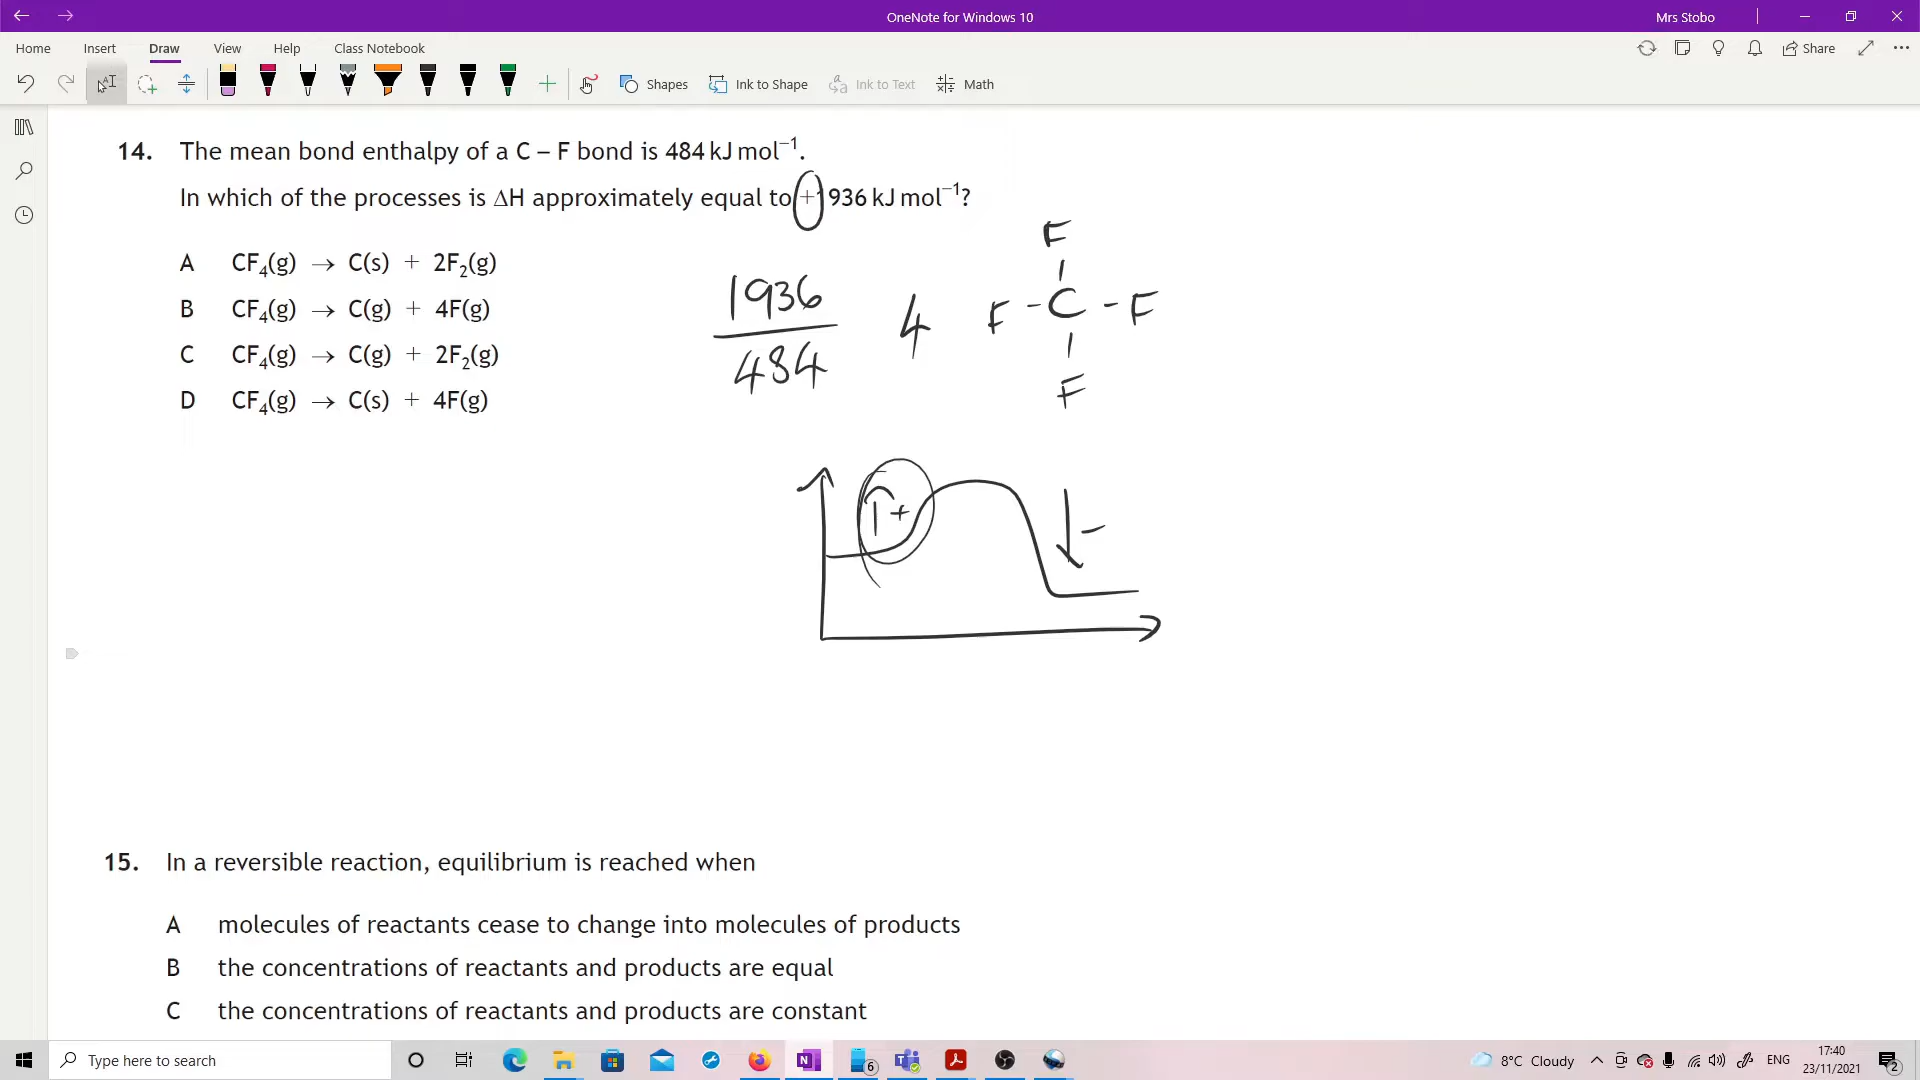 OneNote for Windows 10
Mrs Stobo
Home Insert Draw View Help Class Notebook
Share
Shapes Ink to Shape Ink to Text Math
14. The mean bond enthalpy of a C – F bond is 484 kJ mol⁻¹.
In which of the processes is ΔH approximately equal to +1936 kJ mol⁻¹?
A CF₄(g) → C(s) + 2F₂(g)
B CF₄(g) → C(g) + 4F(g)
C CF₄(g) → C(g) + 2F₂(g)
D CF₄(g) → C(s) + 4F(g)
1936
484
4
F
F - C - F
F
+
-
15. In a reversible reaction, equilibrium is reached when
A molecules of reactants cease to change into molecules of products
B the concentrations of reactants and products are equal
C the concentrations of reactants and products are constant
Type here to search
6
8°C Cloudy
ENG
17:40
23/11/2021
2